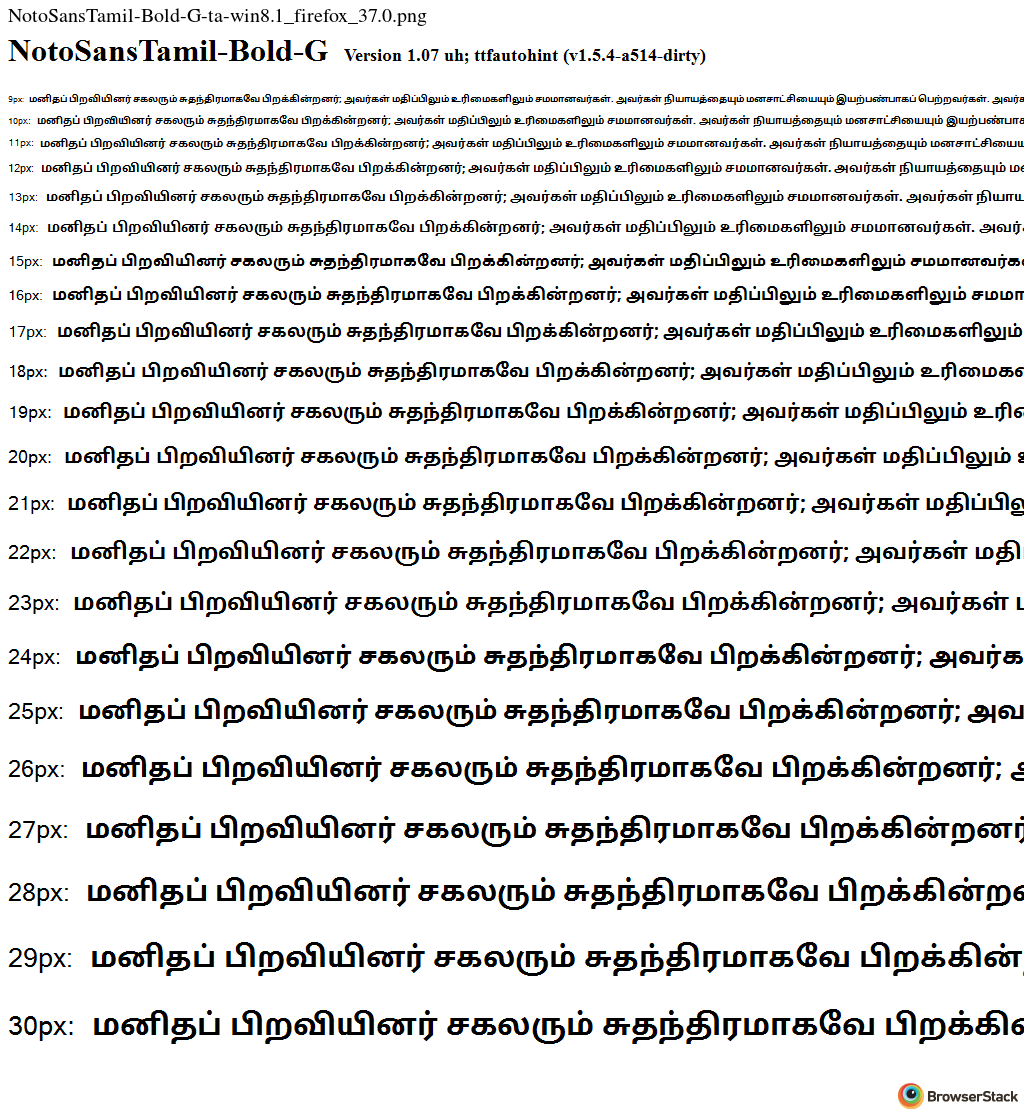 NotoSansTamil-Bold-G-ta-win8.1_firefox_37.0.png
NotoSansTamil-Bold-G Version 1.07 uh; ttfautohint (v1.5.4-a514-dirty)
9px: மனிதப் பிறவியினர் சகலரும் சுதந்திரமாகவே பிறக்கின்றனர்; அவர்கள் மதிப்பிலும் உரிமைகளிலும் சமமானவர்கள். அவர்கள் நியாயத்தையும் மனசாட்சியையும் இயற்பண்பாகப் பெற்றவர்கள்.
10px: மனிதப் பிறவியினர் சகலரும் சுதந்திரமாகவே பிறக்கின்றனர்; அவர்கள் மதிப்பிலும் உரிமைகளிலும் சமமானவர்கள். அவர்கள் நியாயத்தையும் மனசாட்சியையும்
11px: மனிதப் பிறவியினர் சகலரும் சுதந்திரமாகவே பிறக்கின்றனர்; அவர்கள் மதிப்பிலும் உரிமைகளிலும் சமமானவர்கள். அவர்கள் நியாயத்தையும்
12px: மனிதப் பிறவியினர் சகலரும் சுதந்திரமாகவே பிறக்கின்றனர்; அவர்கள் மதிப்பிலும் உரிமைகளிலும் சமமானவர்கள். அவர்கள் நியாயத்தையும்
13px: மனிதப் பிறவியினர் சகலரும் சுதந்திரமாகவே பிறக்கின்றனர்; அவர்கள் மதிப்பிலும் உரிமைகளிலும் சமமானவர்கள். அவர்கள்
14px: மனிதப் பிறவியினர் சகலரும் சுதந்திரமாகவே பிறக்கின்றனர்; அவர்கள் மதிப்பிலும் உரிமைகளிலும் சமமானவர்கள்.
15px: மனிதப் பிறவியினர் சகலரும் சுதந்திரமாகவே பிறக்கின்றனர்; அவர்கள் மதிப்பிலும் உரிமைகளிலும்
16px: மனிதப் பிறவியினர் சகலரும் சுதந்திரமாகவே பிறக்கின்றனர்; அவர்கள் மதிப்பிலும் உரிமைகளிலும்
17px: மனிதப் பிறவியினர் சகலரும் சுதந்திரமாகவே பிறக்கின்றனர்; அவர்கள் மதிப்பிலும் உரிமைகளிலும்
18px: மனிதப் பிறவியினர் சகலரும் சுதந்திரமாகவே பிறக்கின்றனர்; அவர்கள் மதிப்பிலும்
19px: மனிதப் பிறவியினர் சகலரும் சுதந்திரமாகவே பிறக்கின்றனர்; அவர்கள் மதிப்பிலும்
20px: மனிதப் பிறவியினர் சகலரும் சுதந்திரமாகவே பிறக்கின்றனர்; அவர்கள் மதிப்பிலும்
21px: மனிதப் பிறவியினர் சகலரும் சுதந்திரமாகவே பிறக்கின்றனர்; அவர்கள்
22px: மனிதப் பிறவியினர் சகலரும் சுதந்திரமாகவே பிறக்கின்றனர்; அவர்கள்
23px: மனிதப் பிறவியினர் சகலரும் சுதந்திரமாகவே பிறக்கின்றனர்; அவர்கள்
24px: மனிதப் பிறவியினர் சகலரும் சுதந்திரமாகவே பிறக்கின்றனர்;
25px: மனிதப் பிறவியினர் சகலரும் சுதந்திரமாகவே பிறக்கின்றனர்;
26px: மனிதப் பிறவியினர் சகலரும் சுதந்திரமாகவே பிறக்கின்றனர்;
27px: மனிதப் பிறவியினர் சகலரும் சுதந்திரமாகவே பிறக்கின்றனர்
28px: மனிதப் பிறவியினர் சகலரும் சுதந்திரமாகவே
29px: மனிதப் பிறவியினர் சகலரும் சுதந்திரமாகவே
30px: மனிதப் பிறவியினர் சகலரும் சுதந்திரமாகவே
BrowserStack